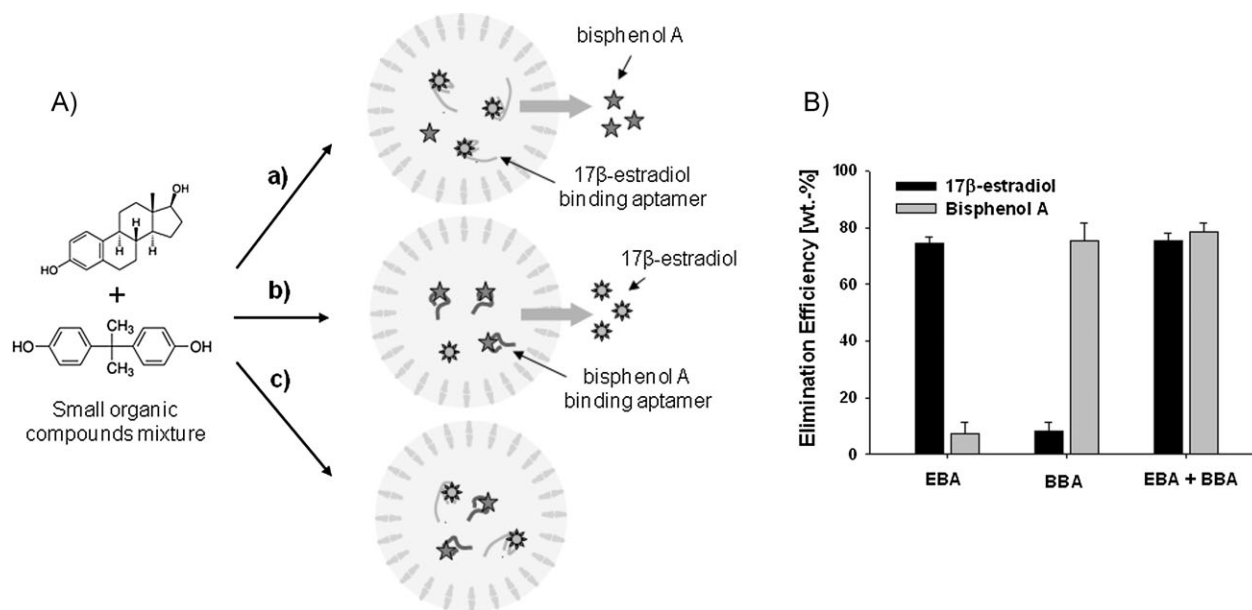 A)
OH
H
H
H
HO
+
CH₃
HO
OH
CH₃
Small organic
compounds mixture
a)
b)
c)
bisphenol A
17β-estradiol
binding aptamer
17β-estradiol
bisphenol A
binding aptamer
B)
Elimination Efficiency [wt.-%]
100
80
60
40
20
0
17β-estradiol
Bisphenol A
EBA
BBA
EBA + BBA